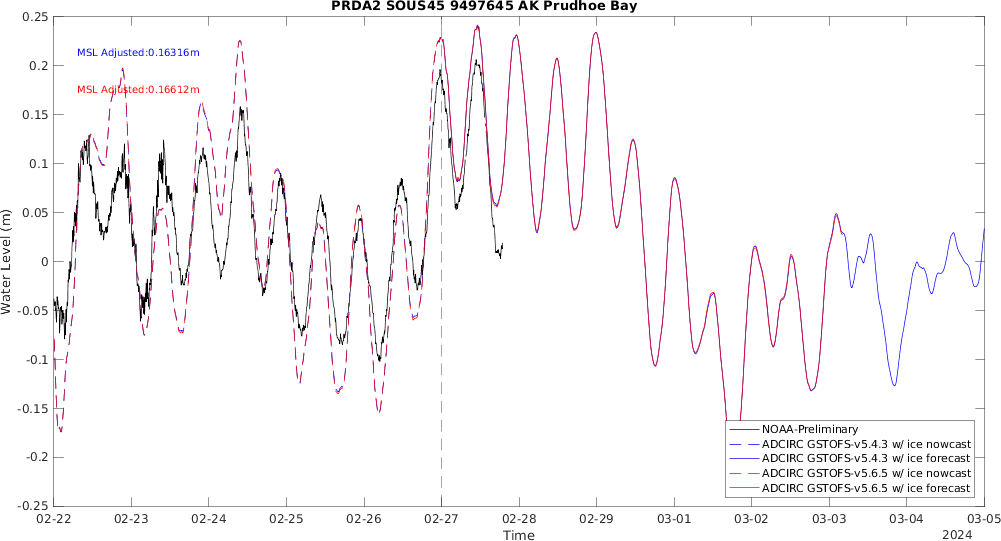 PRDA2 SOUS45 9497645 AK Prudhoe Bay
0.25
0.2
0.15
0.1
0.05
0
-0.05
-0.1
-0.15
-0.2
-0.25
Water Level (m)
MSL Adjusted:0.16316m
MSL Adjusted:0.16612m
NOAA-Preliminary
ADCIRC GSTOFS-v5.4.3 w/ ice nowcast
ADCIRC GSTOFS-v5.4.3 w/ ice forecast
ADCIRC GSTOFS-v5.6.5 w/ ice nowcast
ADCIRC GSTOFS-v5.6.5 w/ ice forecast
02-22 02-23 02-24 02-25 02-26 02-27 02-28 02-29 03-01 03-02 03-03 03-04 03-05
Time
2024